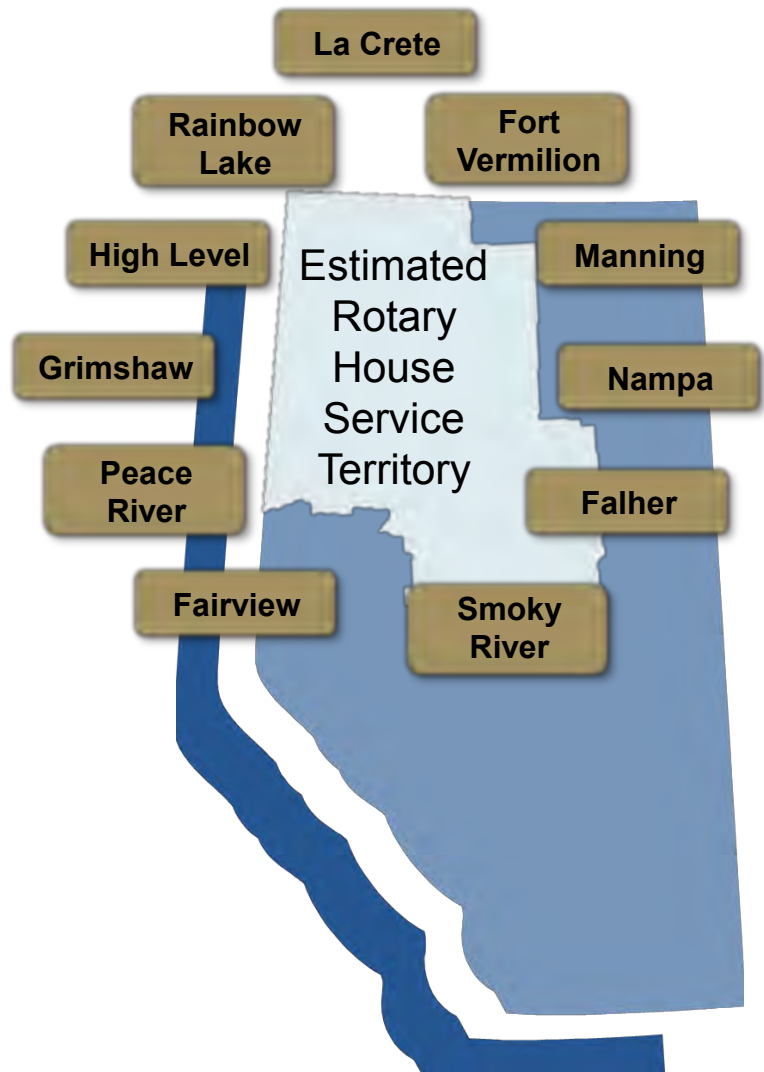 La Crete
Rainbow
Lake
Fort
Vermilion
High Level
Estimated
Rotary
House
Service
Territory
Manning
Grimshaw
Nampa
Peace
River
Falher
Fairview
Smoky
River